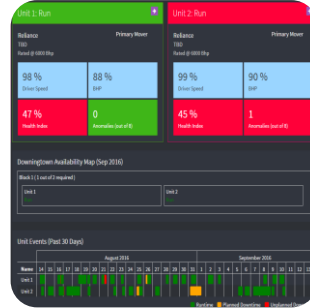 Unit 1: Run
Unit 2: Run
Reliance
Primary Mover
TBD
Rated @ 6000 Bhp
Reliance
Primary Mover
TBD
Rated @ 6000 Bhp
98 %
Driver Speed
88 %
BHP
99 %
Driver Speed
90 %
BHP
47 %
Health Index
0
Anomalies (out of 8)
45 %
Health Index
1
Anomalies (out of 8)
Downingtown Availability Map (Sep 2016)
Block 1 ( 1 out of 2 required )
Unit 1
Unit 2
Unit Events (Past 30 Days)
August 2016
September 2016
Name 14 15 16 17 18 19 20 21 22 23 24 25 26 27 28 29 30 31 1 2 3 4 5 6 7 8 9 10 11 12
Unit 1
Unit 2
Runtime Planned Downtime Unplanned